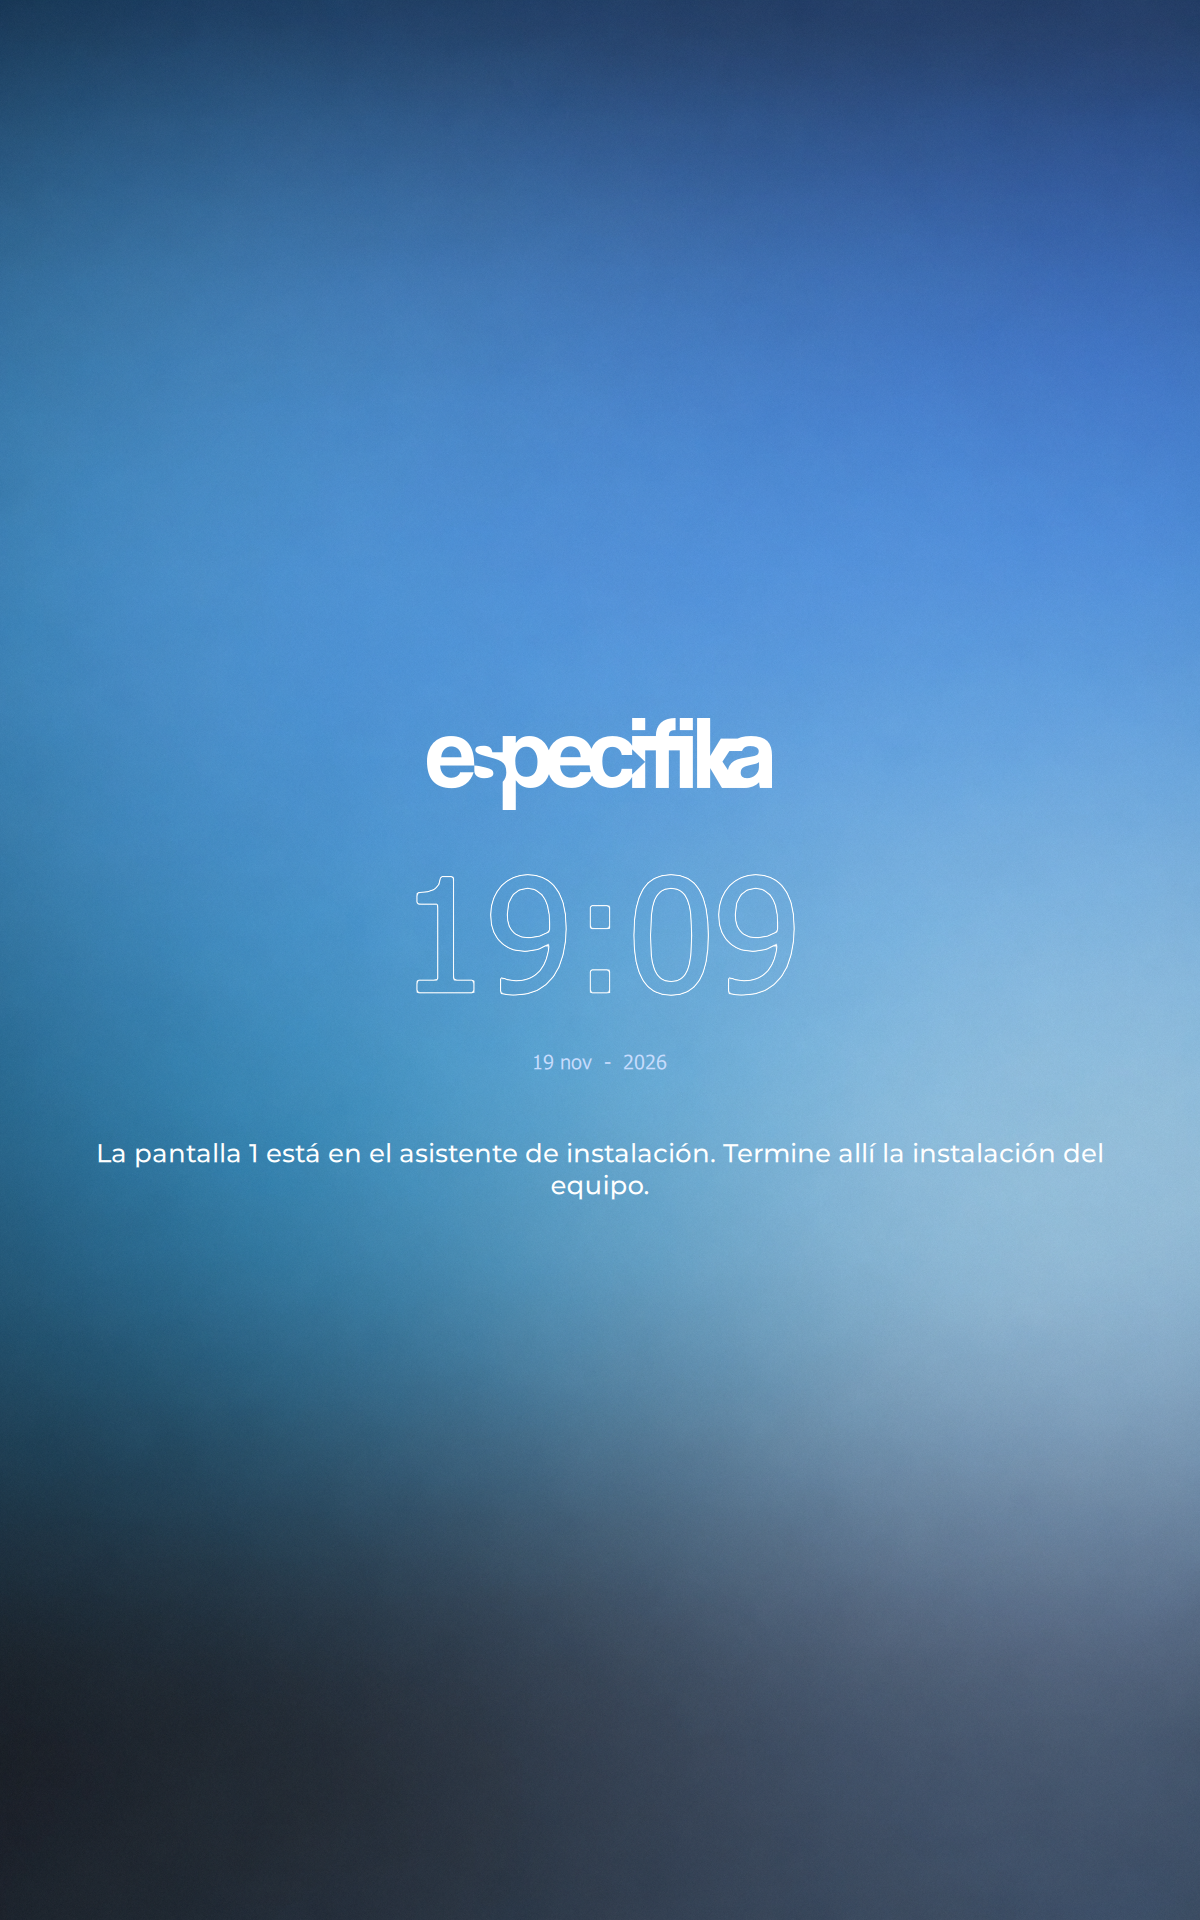 especifika
19:09
19 nov - 2026
La pantalla 1 está en el asistente de instalación. Termine allí la instalación del
equipo.